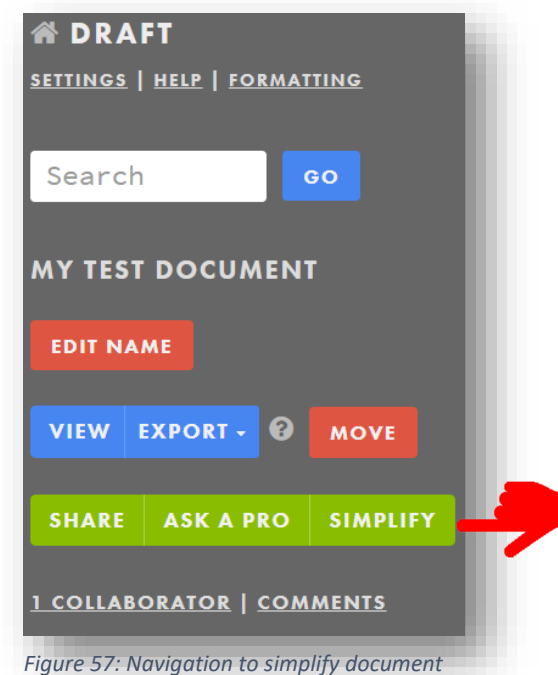 DRAFT
SETTINGS | HELP | FORMATTING
Search GO
MY TEST DOCUMENT
EDIT NAME
VIEW EXPORT ? MOVE
SHARE ASK A PRO SIMPLIFY
1 COLLABORATOR | COMMENTS
Figure 57: Navigation to simplify document